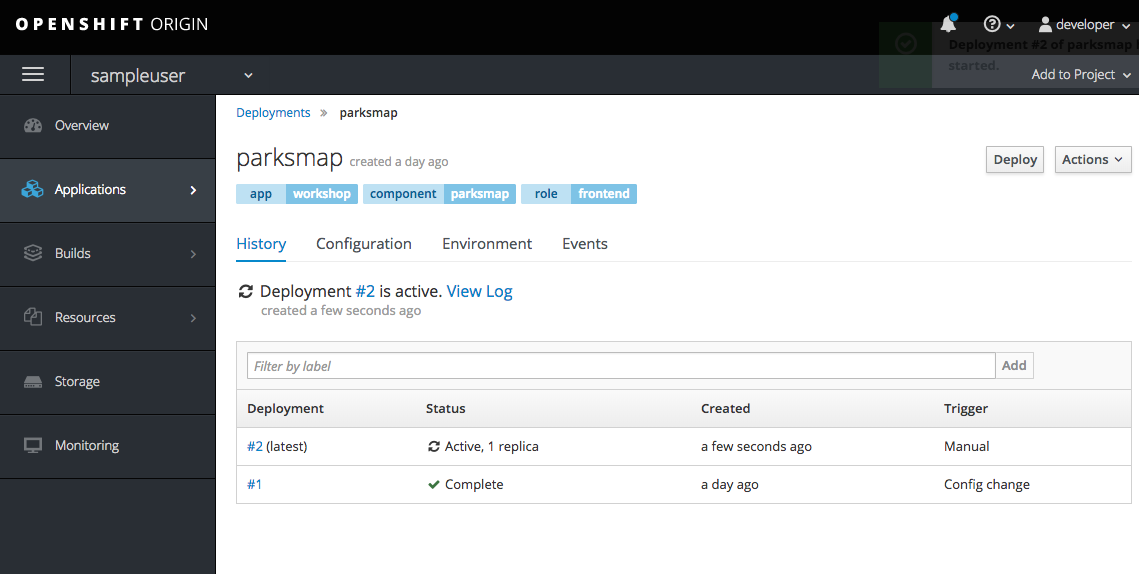 OPENSHIFT ORIGIN
developer
Deployment #2 of parksmap
started.
sampleuser
Add to Project
Overview
Applications
Builds
Resources
Storage
Monitoring
Deployments » parksmap
parksmap created a day ago
Deploy
Actions
app workshop component parksmap role frontend
History Configuration Environment Events
Deployment #2 is active. View Log
created a few seconds ago
Filter by label
Add
Deployment Status Created Trigger
#2 (latest) Active, 1 replica a few seconds ago Manual
#1 Complete a day ago Config change